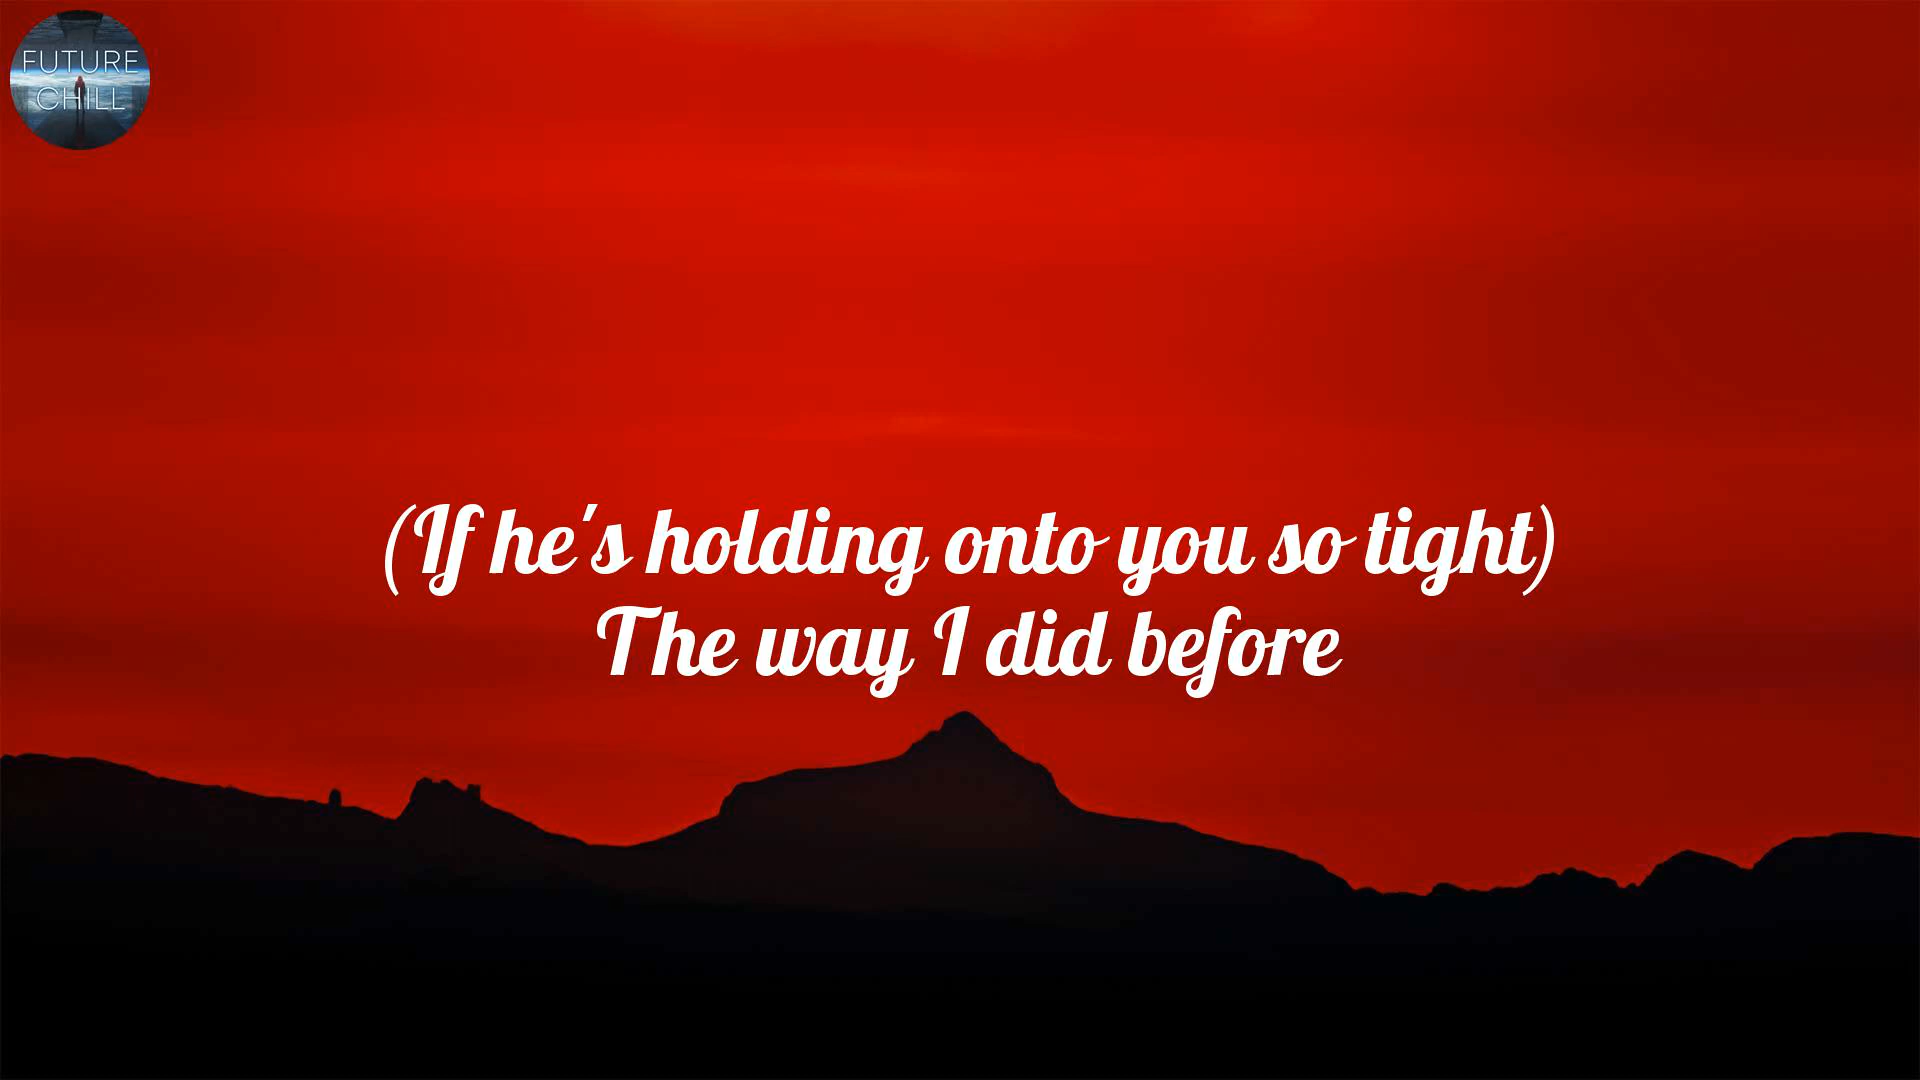 FUTURE
CHILL
(If he's holding onto you so tight)
The way I did before